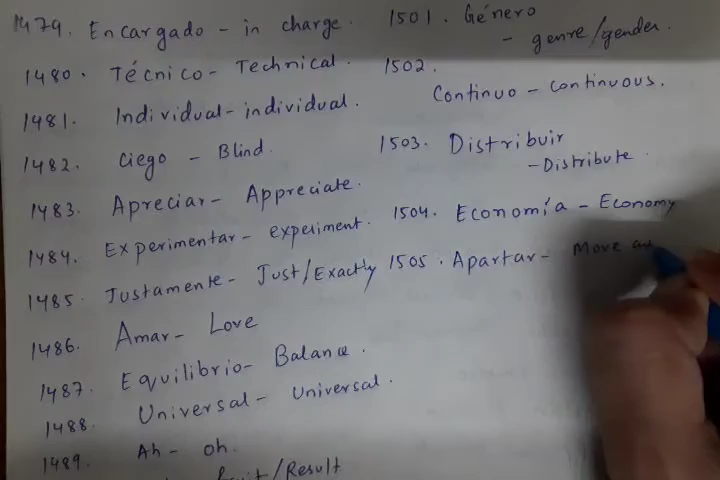 1479. Encargado - in charge.
1480. Técnico - Technical.
1481. Individual - individual.
1482. Ciego - Blind.
1483. Apreciar - Appreciate.
1484. Experimentar - experiment.
1485. Justamente - Just/Exactly
1486. Amar - Love
1487. Equilibrio - Balance.
1488. Universal - Universal.
1489. Ah - oh.
/Result
1501. Género
- genre/gender.
1502.
Continuo - continuous.
1503. Distribuir
- Distribute.
1504. Economía - Economy
1505. Apartar - Move